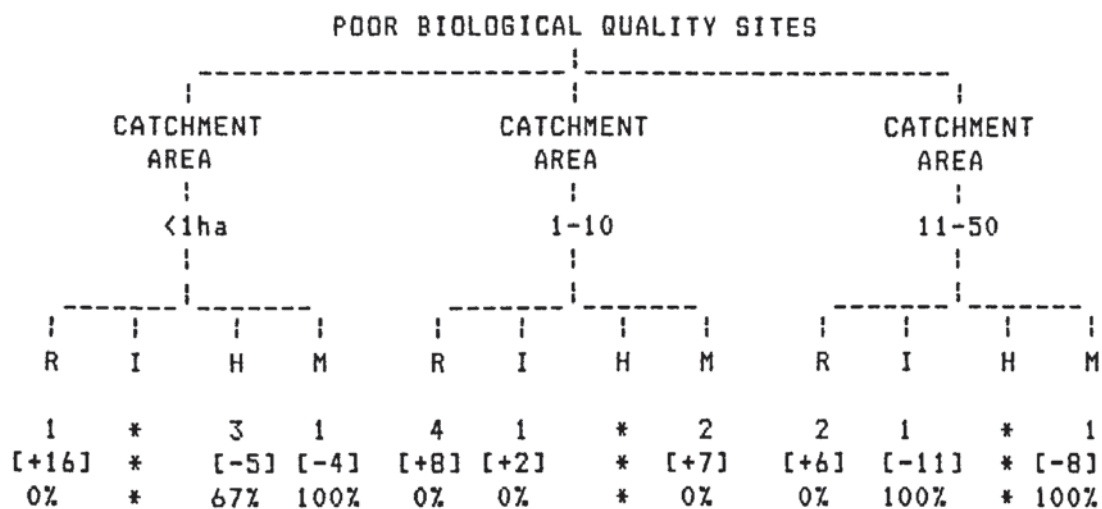 POOR BIOLOGICAL QUALITY SITES
CATCHMENT AREA CATCHMENT AREA CATCHMENT AREA
<1ha 1-10 11-50
R I H M R I H M R I H M
1 * 3 1 4 1 * 2 2 1 * 1
[+16] * [-5] [-4] [+8] [+2] * [+7] [+6] [-11] * [-8]
0% * 67% 100% 0% 0% * 0% 0% 100% * 100%